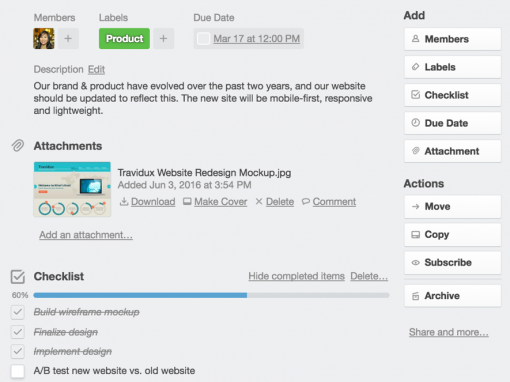 Members Labels Due Date
+ Product + Mar 17 at 12:00 PM
Description Edit
Our brand & product have evolved over the past two years, and our website
should be updated to reflect this. The new site will be mobile-first, responsive
and lightweight.
Attachments
Travidux
Travidux Website Redesign Mockup.jpg
Added Jun 3, 2016 at 3:54 PM
Download Make Cover Delete Comment
Add an attachment…
Checklist Hide completed items Delete…
60%
Build wireframe mockup
Finalize design
Implement design
A/B test new website vs. old website
Add
Members
Labels
Checklist
Due Date
Attachment
Actions
Move
Copy
Subscribe
Archive
Share and more…